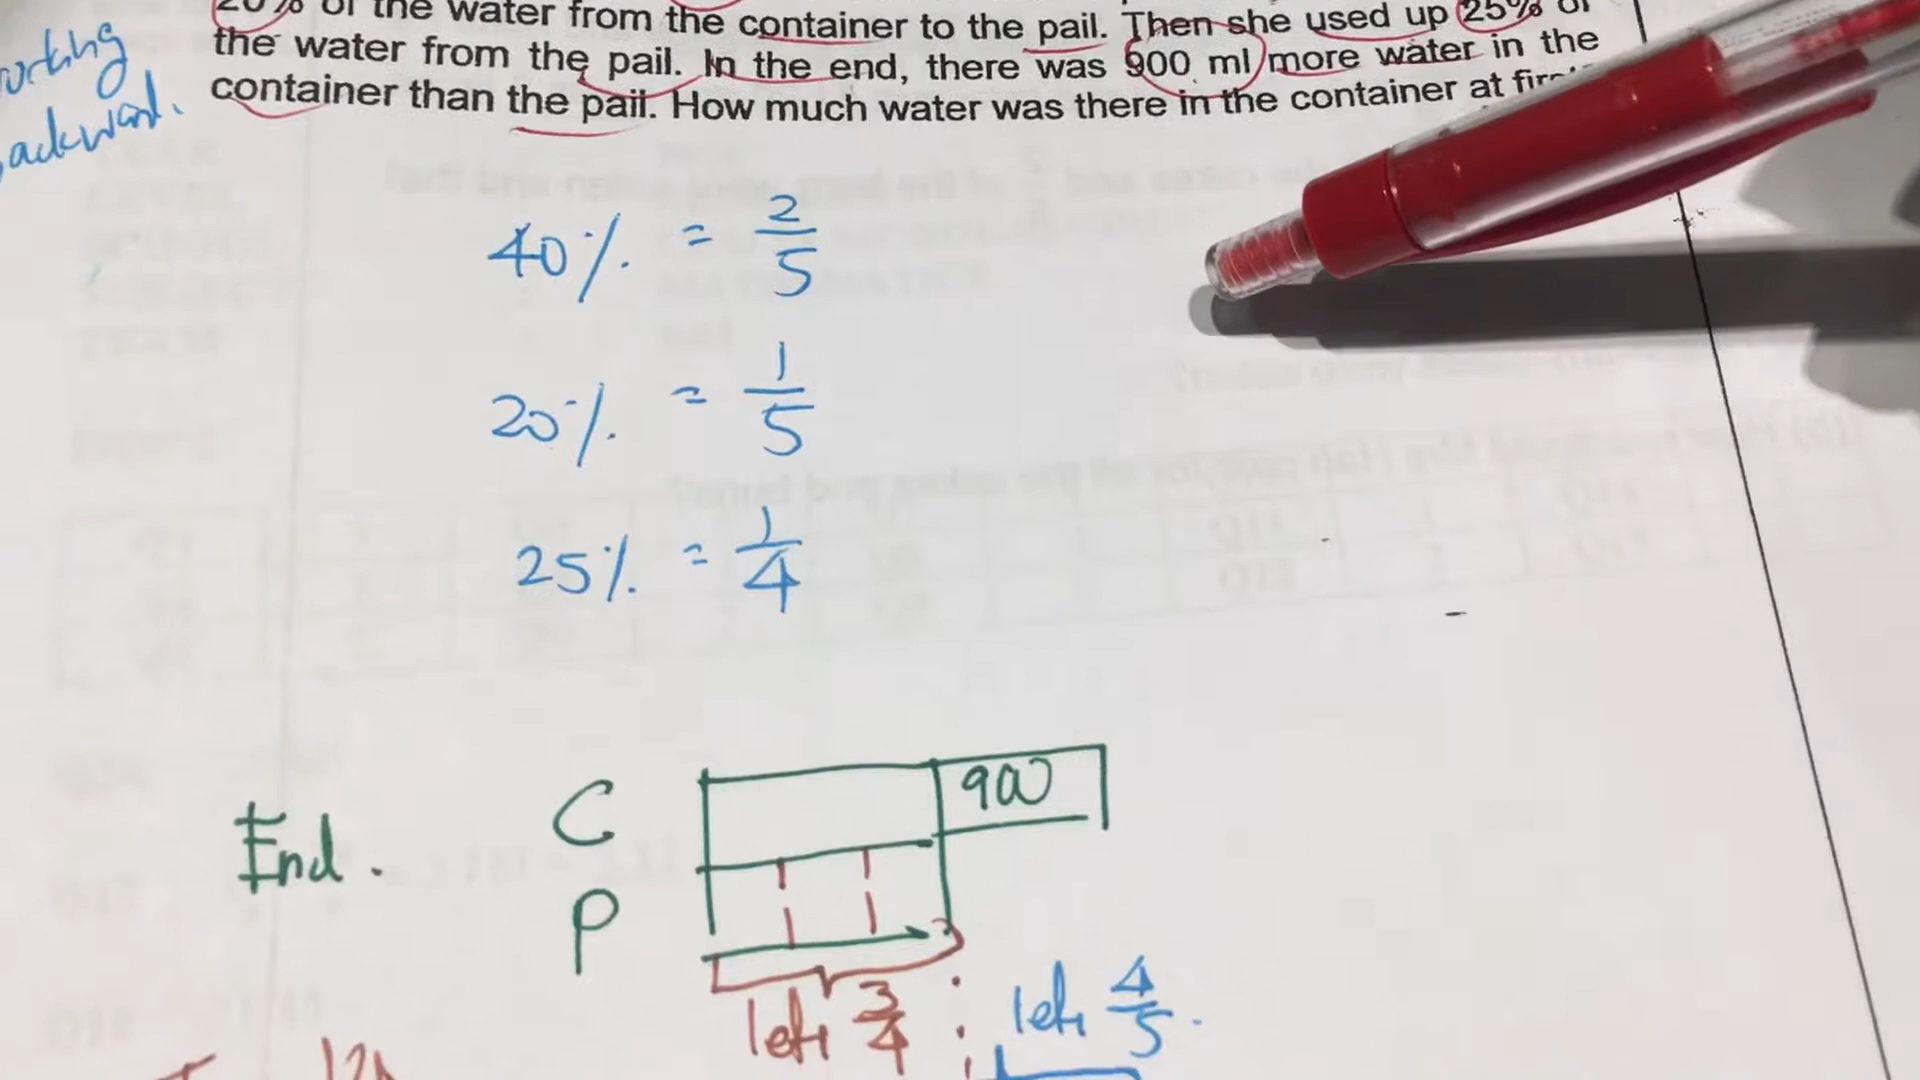 20% of the water from the container to the pail. Then she used up 25% of
the water from the pail. In the end, there was 900 ml more water in the
container than the pail. How much water was there in the container at
40% = 2/5
20% = 1/5
25% = 1/4
End.
C 900
P
left 3/4
left 4/5.